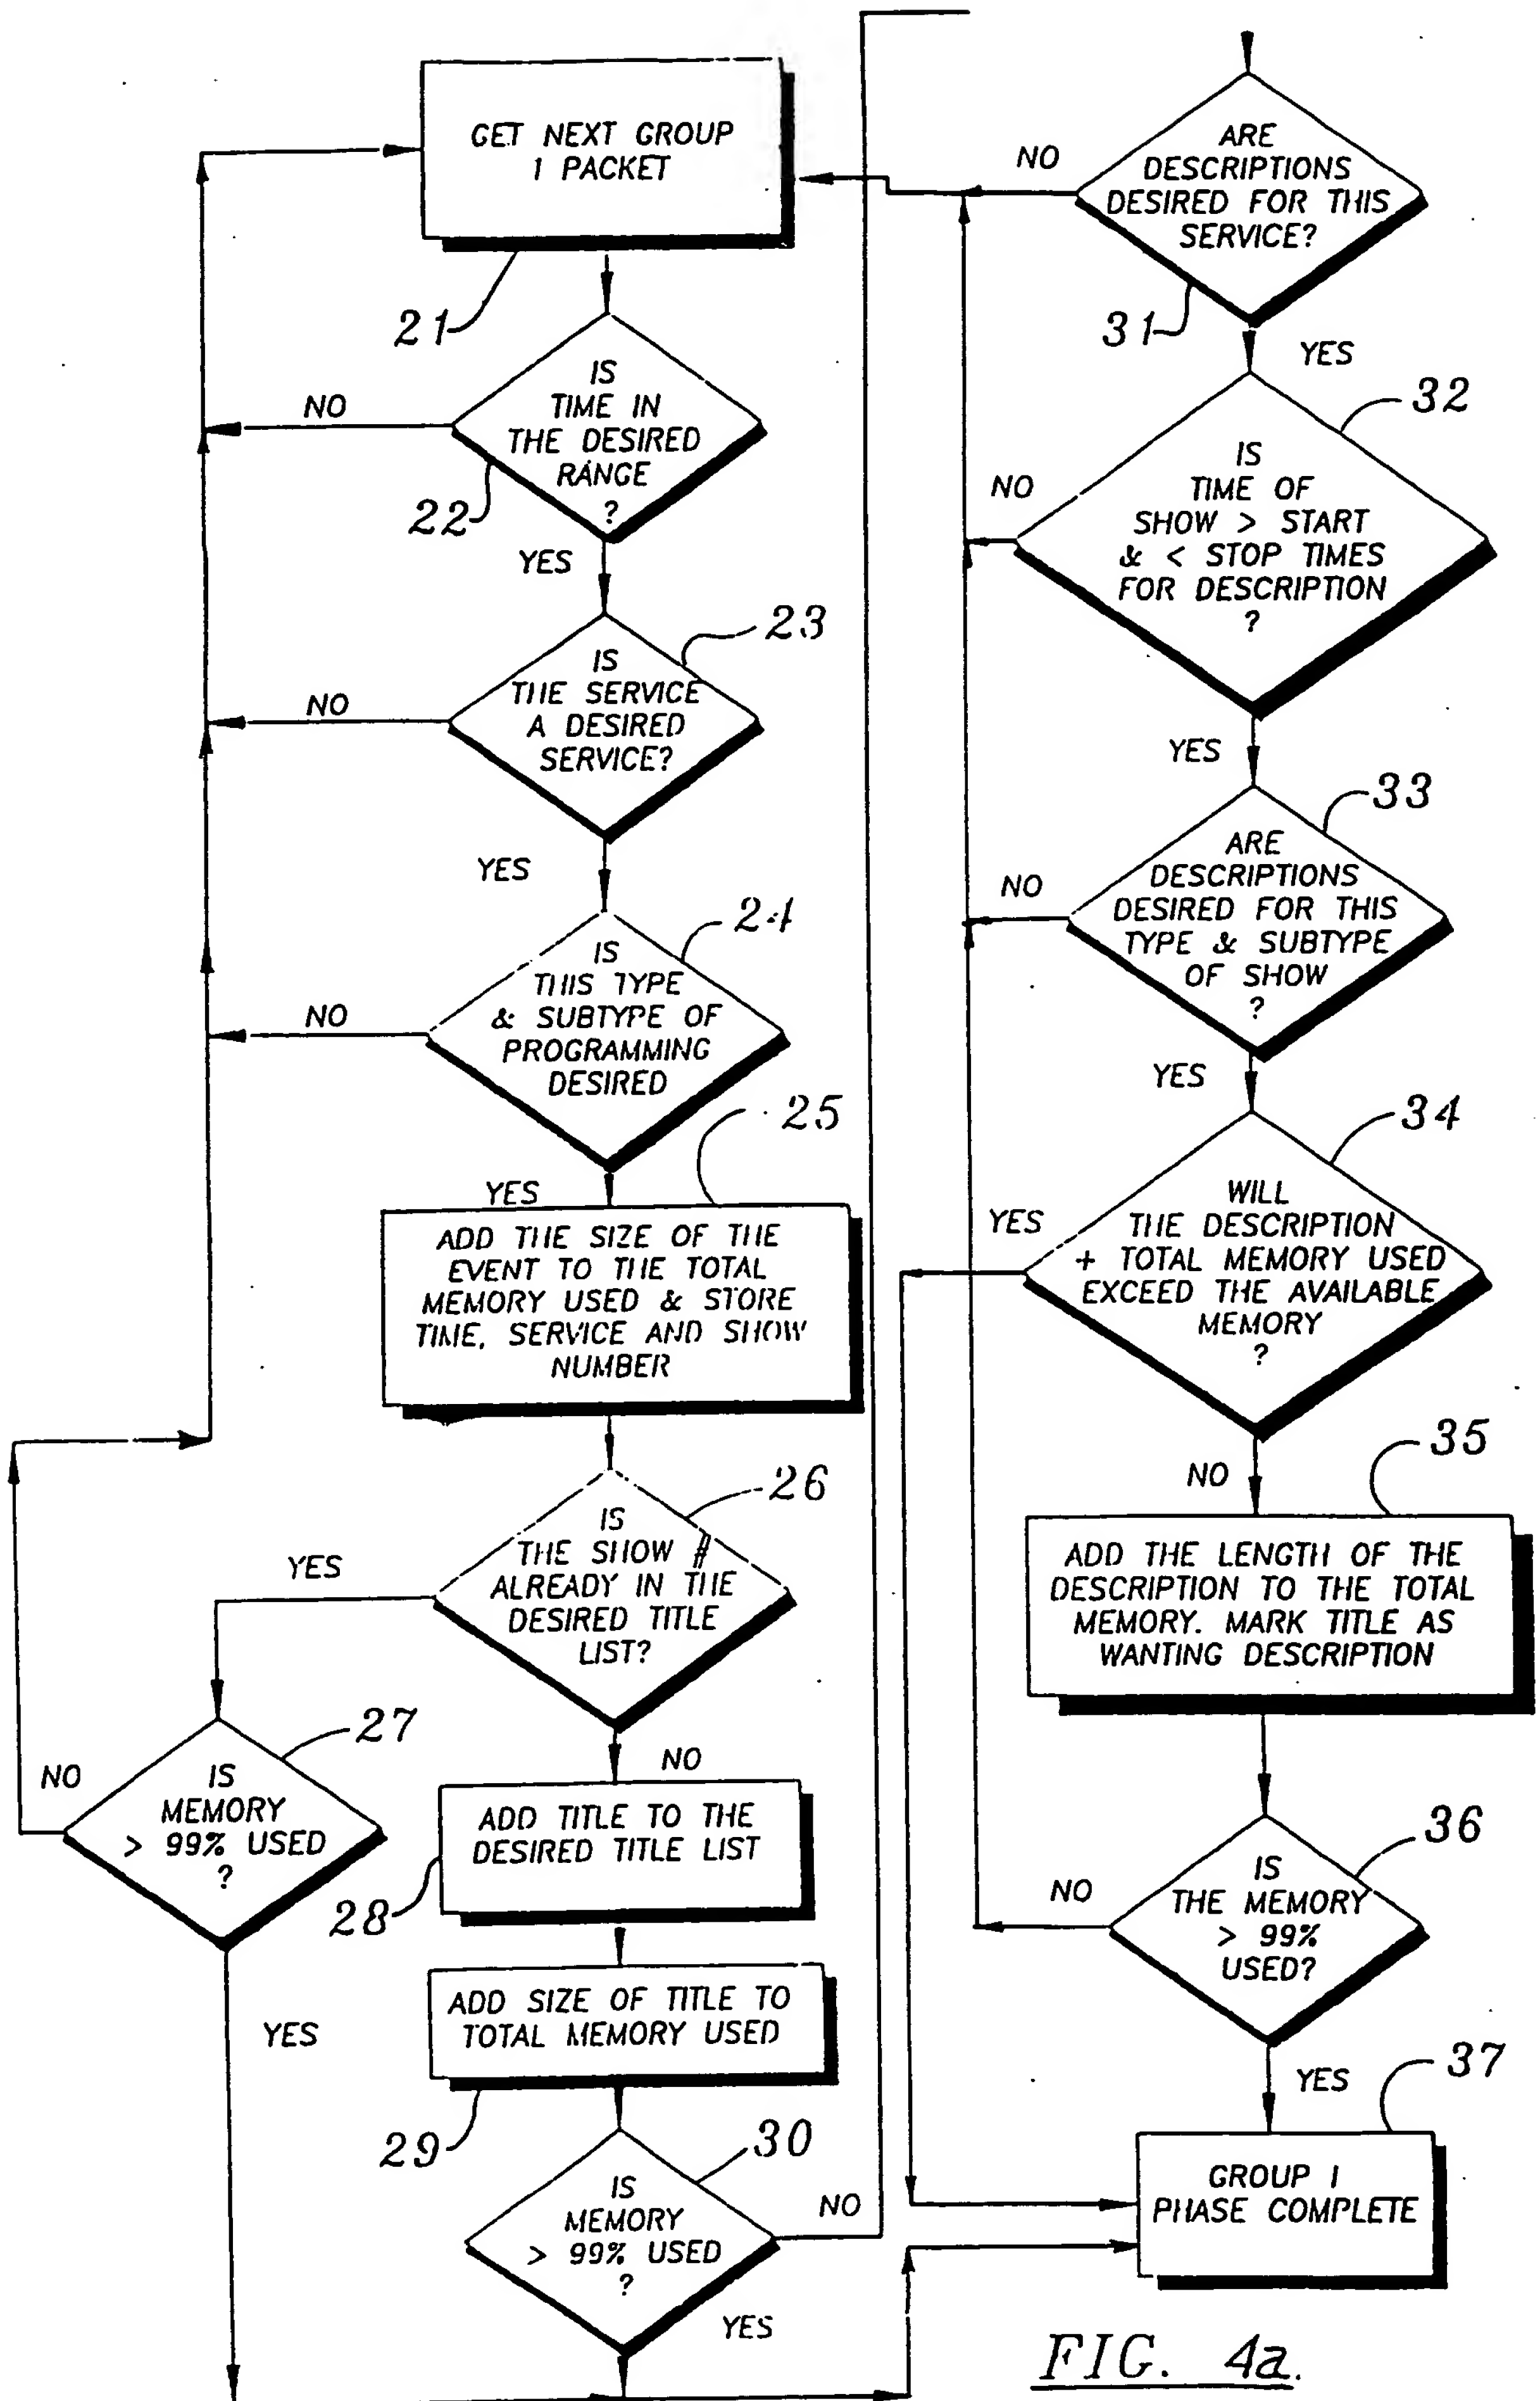 GET NEXT GROUP
1 PACKET
21
IS
TIME IN
THE DESIRED
RANGE
?
22
NO
YES
23
IS
THE SERVICE
A DESIRED
SERVICE?
NO
YES
24
IS
THIS TYPE
& SUBTYPE OF
PROGRAMMING
DESIRED
NO
YES
25
ADD THE SIZE OF THE
EVENT TO THE TOTAL
MEMORY USED & STORE
TIME, SERVICE AND SHOW
NUMBER
26
IS
THE SHOW #
ALREADY IN THE
DESIRED TITLE
LIST?
YES
NO
27
IS
MEMORY
> 99% USED
?
NO
YES
ADD TITLE TO THE
DESIRED TITLE LIST
28
ADD SIZE OF TITLE TO
TOTAL MEMORY USED
29
30
IS
MEMORY
> 99% USED
?
NO
YES
ARE
DESCRIPTIONS
DESIRED FOR THIS
SERVICE?
NO
31
YES
32
IS
TIME OF
SHOW > START
& < STOP TIMES
FOR DESCRIPTION
?
NO
YES
33
ARE
DESCRIPTIONS
DESIRED FOR THIS
TYPE & SUBTYPE
OF SHOW
?
NO
YES
34
WILL
THE DESCRIPTION
+ TOTAL MEMORY USED
EXCEED THE AVAILABLE
MEMORY
?
YES
NO
35
ADD THE LENGTH OF THE
DESCRIPTION TO THE TOTAL
MEMORY. MARK TITLE AS
WANTING DESCRIPTION
36
IS
THE MEMORY
> 99%
USED?
NO
YES
37
GROUP 1
PHASE COMPLETE
FIG. 4a.